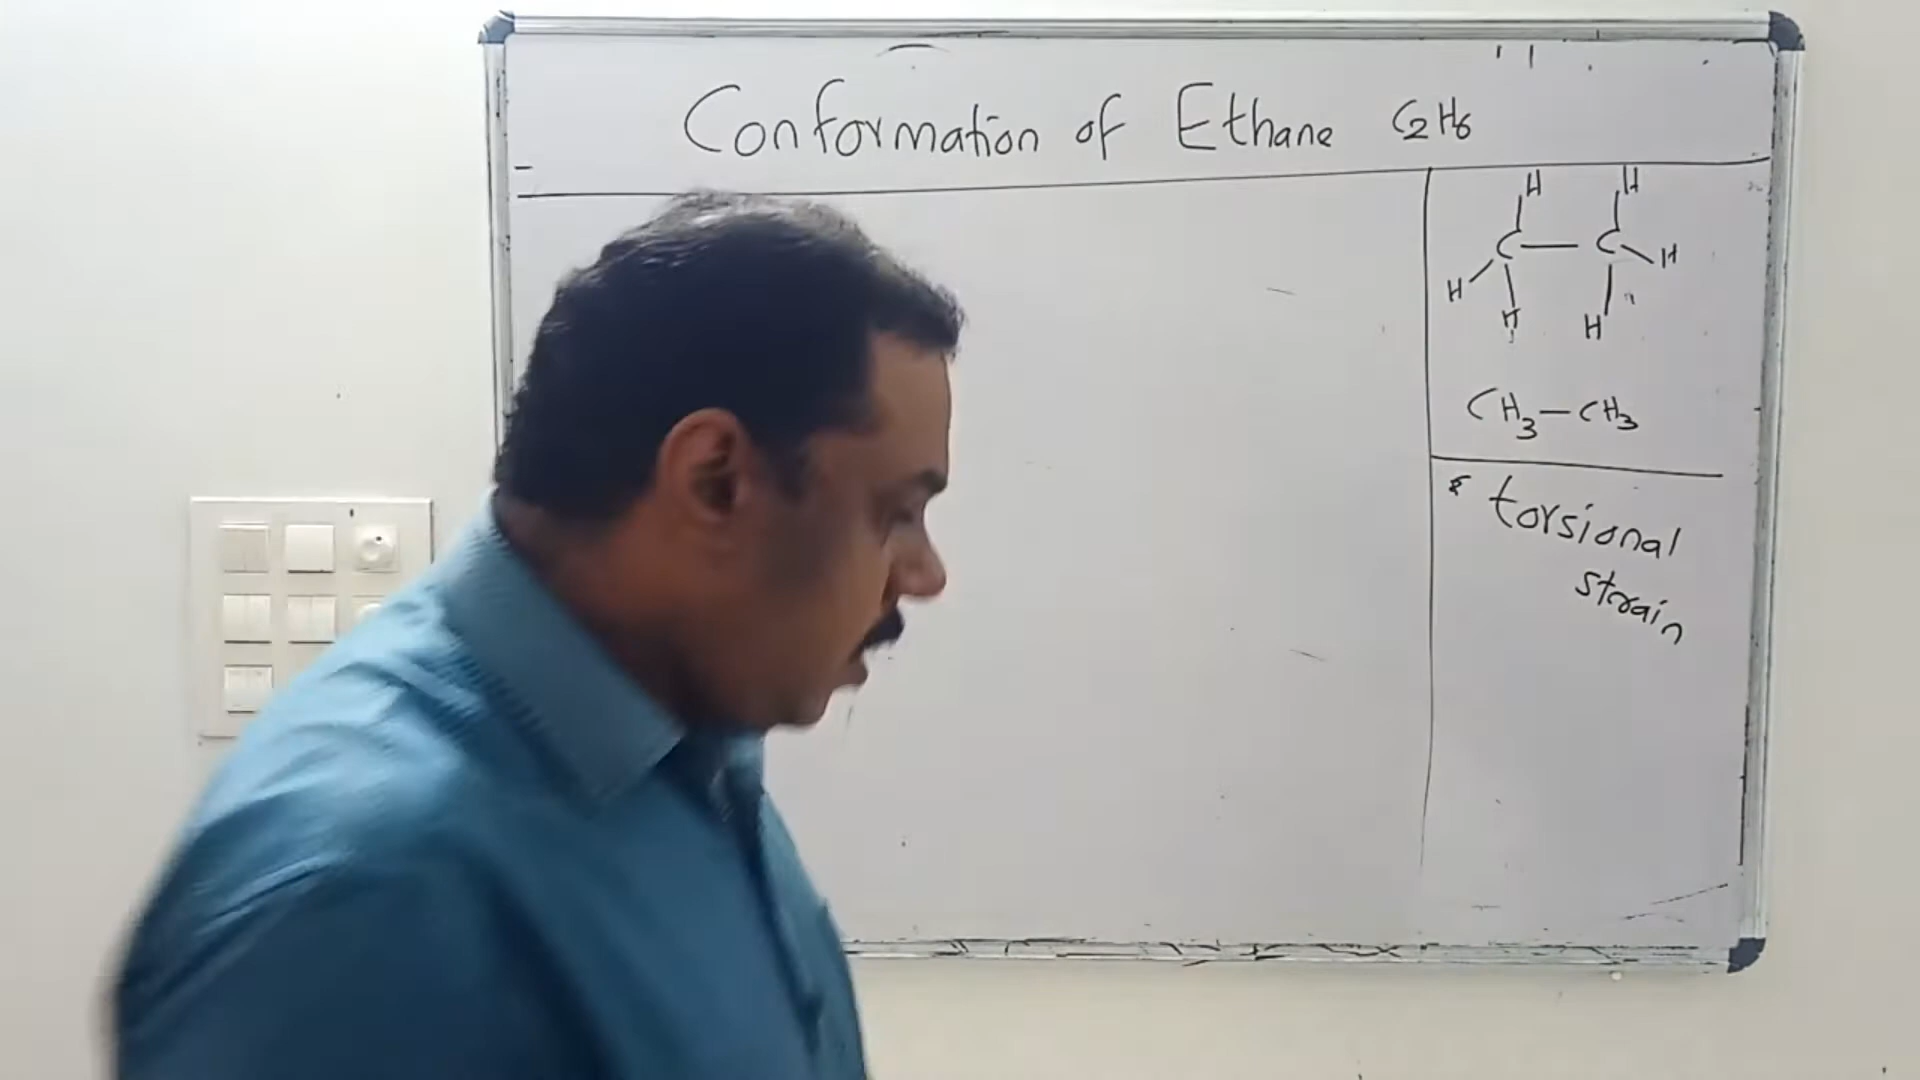 Conformation of Ethane C2H6
H H
C — C H
H H H
CH3 — CH3
* torsional
strain